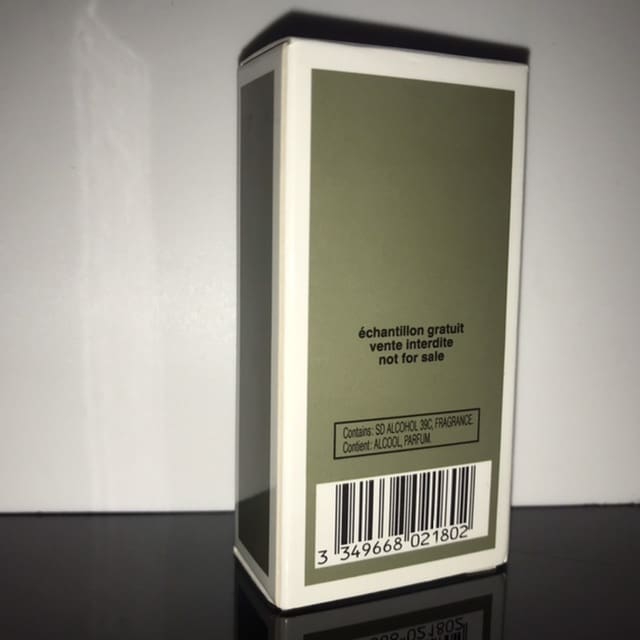 échantillon gratuit
vente interdite
not for sale
Contains: SD ALCOHOL 39C, FRAGRANCE.
Contient: ALCOOL, PARFUM.
3 349668 021802